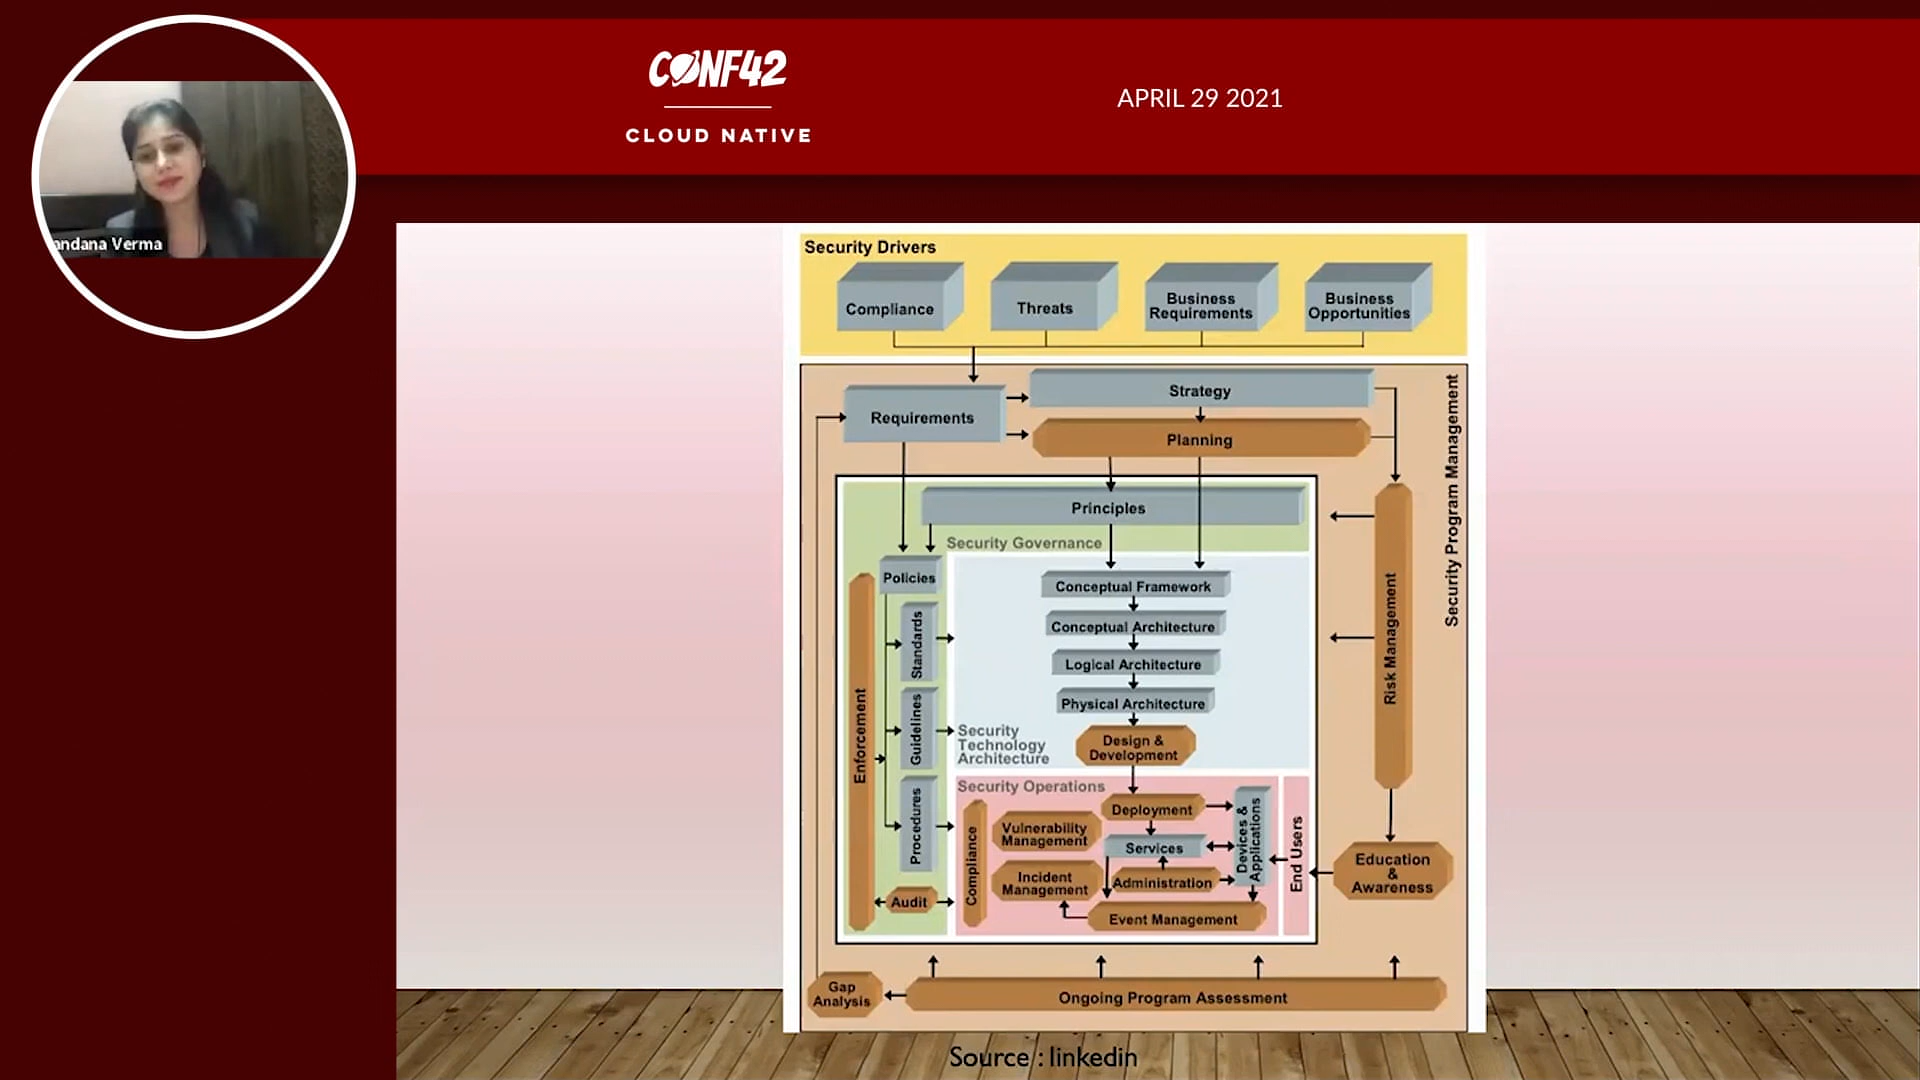 CONF42
CLOUD NATIVE
APRIL 29 2021
andana Verma
Security Drivers
Compliance
Threats
Business
Requirements
Business
Opportunities
Security Program Management
Requirements
Strategy
Planning
Principles
Security Governance
Policies
Standards
Guidelines
Procedures
Enforcement
Audit
Conceptual Framework
Conceptual Architecture
Logical Architecture
Physical Architecture
Design &
Development
Security
Technology
Architecture
Risk Management
Security Operations
Compliance
Vulnerability
Management
Incident
Management
Deployment
Services
Administration
Event Management
Devices &
Applications
End Users
Education
&
Awareness
Gap
Analysis
Ongoing Program Assessment
Source : linkedin